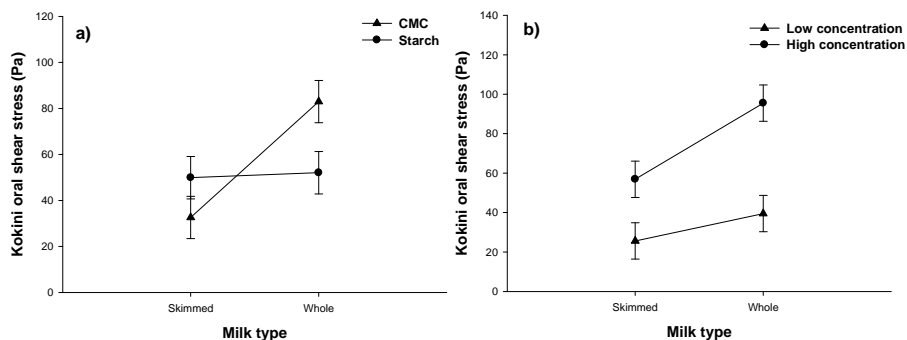 a)
CMC
Starch
Kokini oral shear stress (Pa)
120
100
80
60
40
20
0
Skimmed
Whole
Milk type
b)
Low concentration
High concentration
Kokini oral shear stress (Pa)
140
120
100
80
60
40
20
0
Skimmed
Whole
Milk type